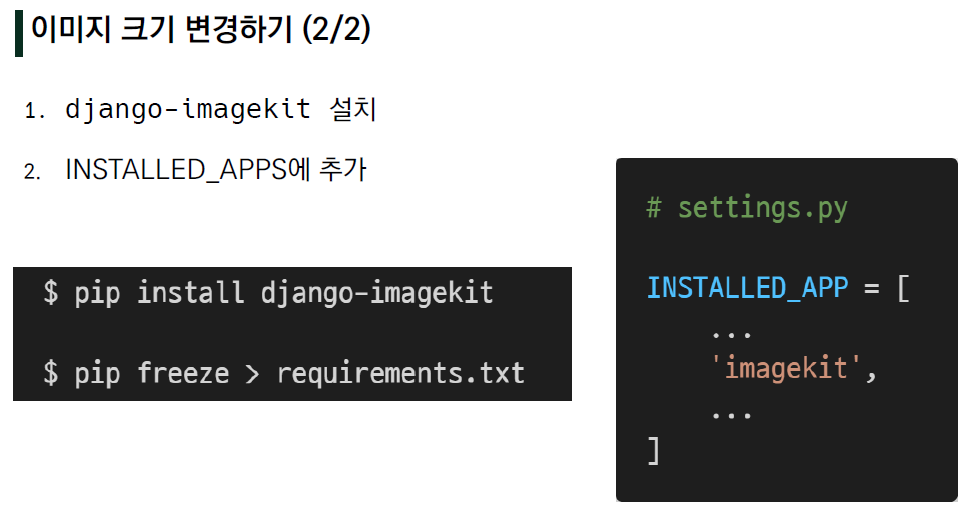 이미지 크기 변경하기 (2/2)
1. django-imagekit 설치
2. INSTALLED_APPS에 추가
$ pip install django-imagekit
$ pip freeze > requirements.txt
# settings.py
INSTALLED_APP = [
...
'imagekit',
...
]